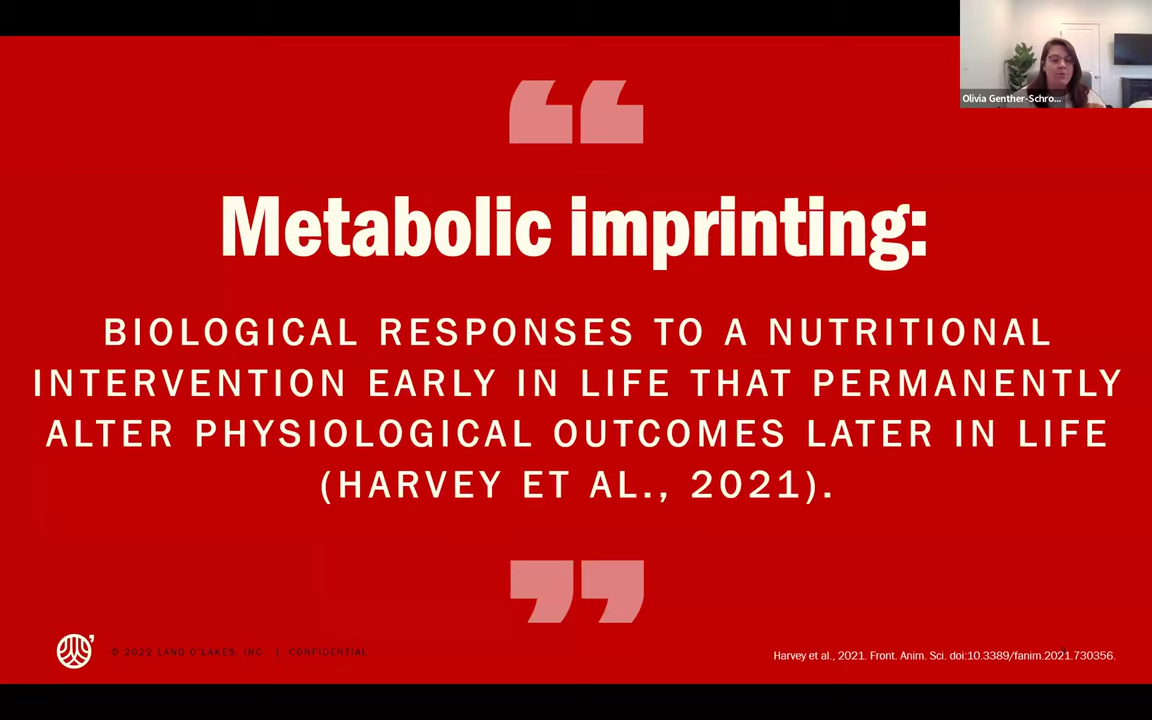 Olivia Genther-Schro...
“
Metabolic imprinting:
BIOLOGICAL RESPONSES TO A NUTRITIONAL
INTERVENTION EARLY IN LIFE THAT PERMANENTLY
ALTER PHYSIOLOGICAL OUTCOMES LATER IN LIFE
(HARVEY ET AL., 2021).
”
© 2022 LAND O'LAKES, INC. | CONFIDENTIAL
Harvey et al., 2021. Front. Anim. Sci. doi:10.3389/fanim.2021.730356.